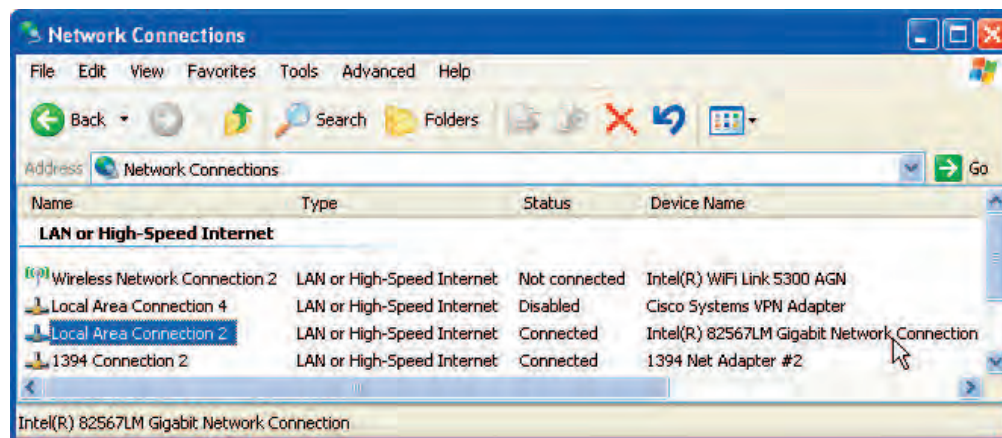 Network Connections
File Edit View Favorites Tools Advanced Help
Back Search Folders
Address Network Connections Go
Name Type Status Device Name
LAN or High-Speed Internet
Wireless Network Connection 2 LAN or High-Speed Internet Not connected Intel(R) WiFi Link 5300 AGN
Local Area Connection 4 LAN or High-Speed Internet Disabled Cisco Systems VPN Adapter
Local Area Connection 2 LAN or High-Speed Internet Connected Intel(R) 82567LM Gigabit Network Connection
1394 Connection 2 LAN or High-Speed Internet Connected 1394 Net Adapter #2
Intel(R) 82567LM Gigabit Network Connection